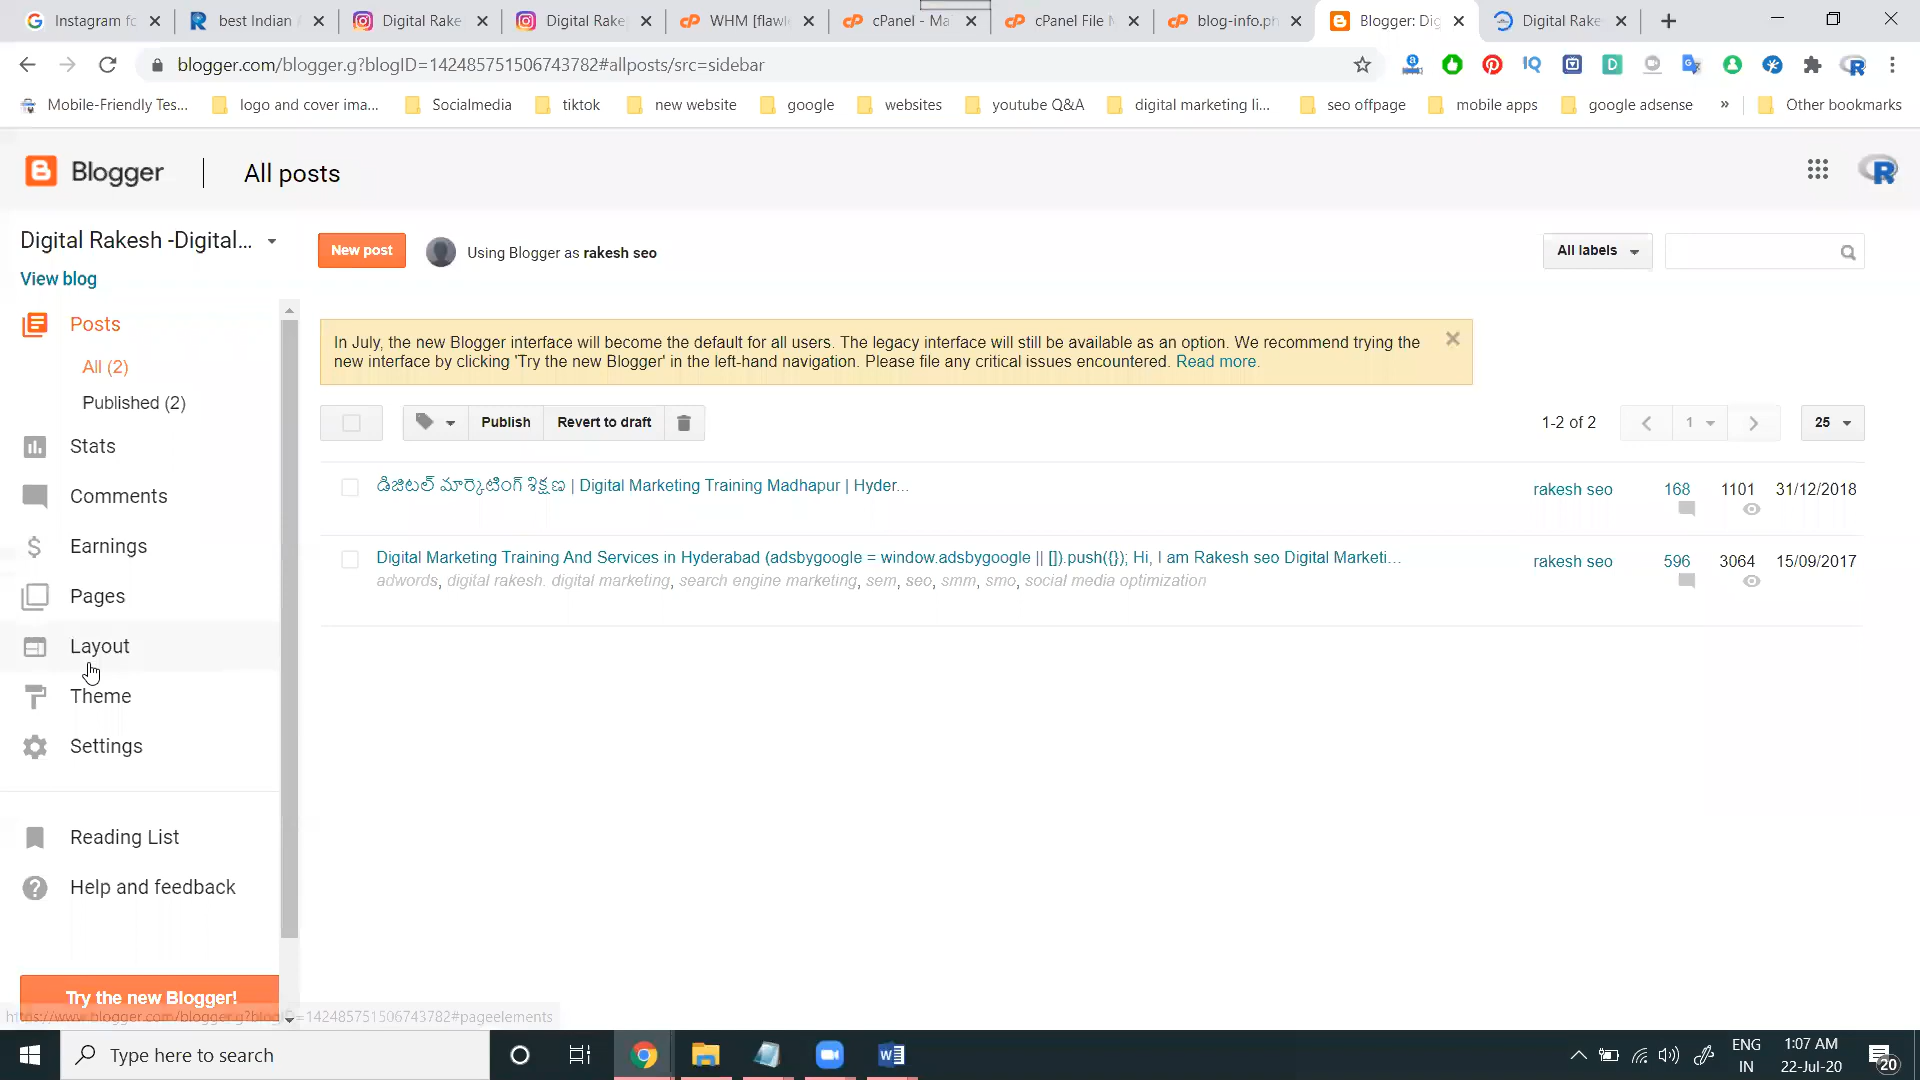 Instagram fo
best Indian
Digital Rake
Digital Rake
WHM [flawl
cPanel - Ma
cPanel File M
blog-info.ph
Blogger: Dig
Digital Rake
blogger.com/blogger.g?blogID=142485751506743782#allposts/src=sidebar
Mobile-Friendly Tes...
logo and cover ima...
Socialmedia
tiktok
new website
google
websites
youtube Q&A
digital marketing li...
seo offpage
mobile apps
google adsense
»
Other bookmarks
Blogger
All posts
Digital Rakesh -Digital...
View blog
New post
Using Blogger as rakesh seo
All labels
Posts
All (2)
Published (2)
Stats
Comments
Earnings
Pages
Layout
Theme
Settings
Reading List
Help and feedback
Try the new Blogger!
In July, the new Blogger interface will become the default for all users. The legacy interface will still be available as an option. We recommend trying the
new interface by clicking 'Try the new Blogger' in the left-hand navigation. Please file any critical issues encountered. Read more.
Publish
Revert to draft
1-2 of 2
1
25
డిజిటల్ మార్కెటింగ్ శిక్షణ | Digital Marketing Training Madhapur | Hyder...
rakesh seo
168
1101
31/12/2018
Digital Marketing Training And Services in Hyderabad (adsbygoogle = window.adsbygoogle || []).push({}); Hi, I am Rakesh seo Digital Marketi...
adwords, digital rakesh. digital marketing, search engine marketing, sem, seo, smm, smo, social media optimization
rakesh seo
596
3064
15/09/2017
https://www.blogger.com/blogger.g?blogID=142485751506743782#pageelements
Type here to search
ENG
IN
1:07 AM
22-Jul-20
20